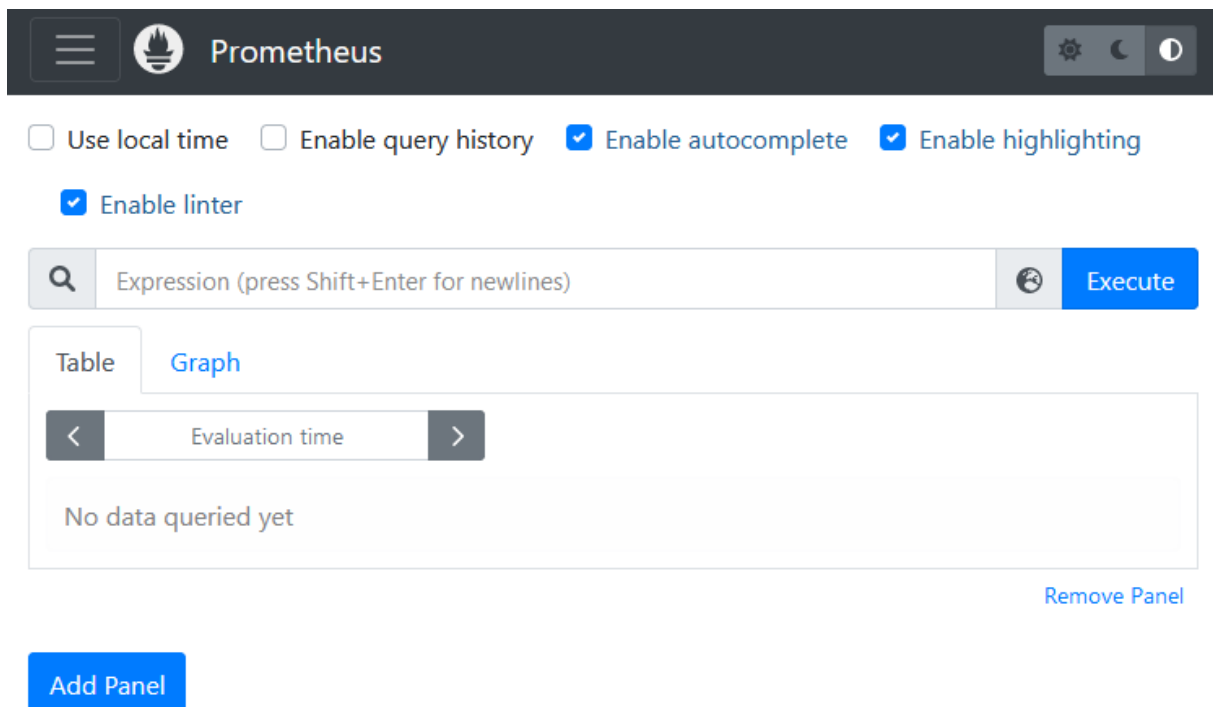 Prometheus
Use local time Enable query history Enable autocomplete Enable highlighting
Enable linter
Expression (press Shift+Enter for newlines) Execute
Table Graph
Evaluation time
No data queried yet
Remove Panel
Add Panel